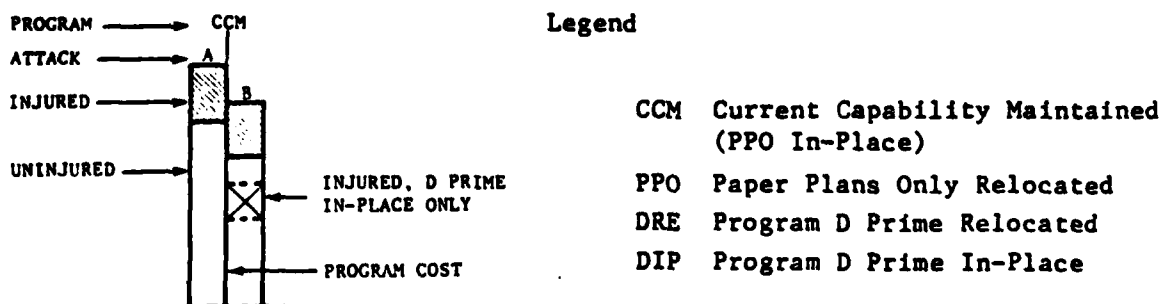 PROGRAM CCM
ATTACK A
INJURED B
UNINJURED
INJURED, D PRIME
IN-PLACE ONLY
PROGRAM COST
Legend
CCM Current Capability Maintained
(PPO In-Place)
PPO Paper Plans Only Relocated
DRE Program D Prime Relocated
DIP Program D Prime In-Place